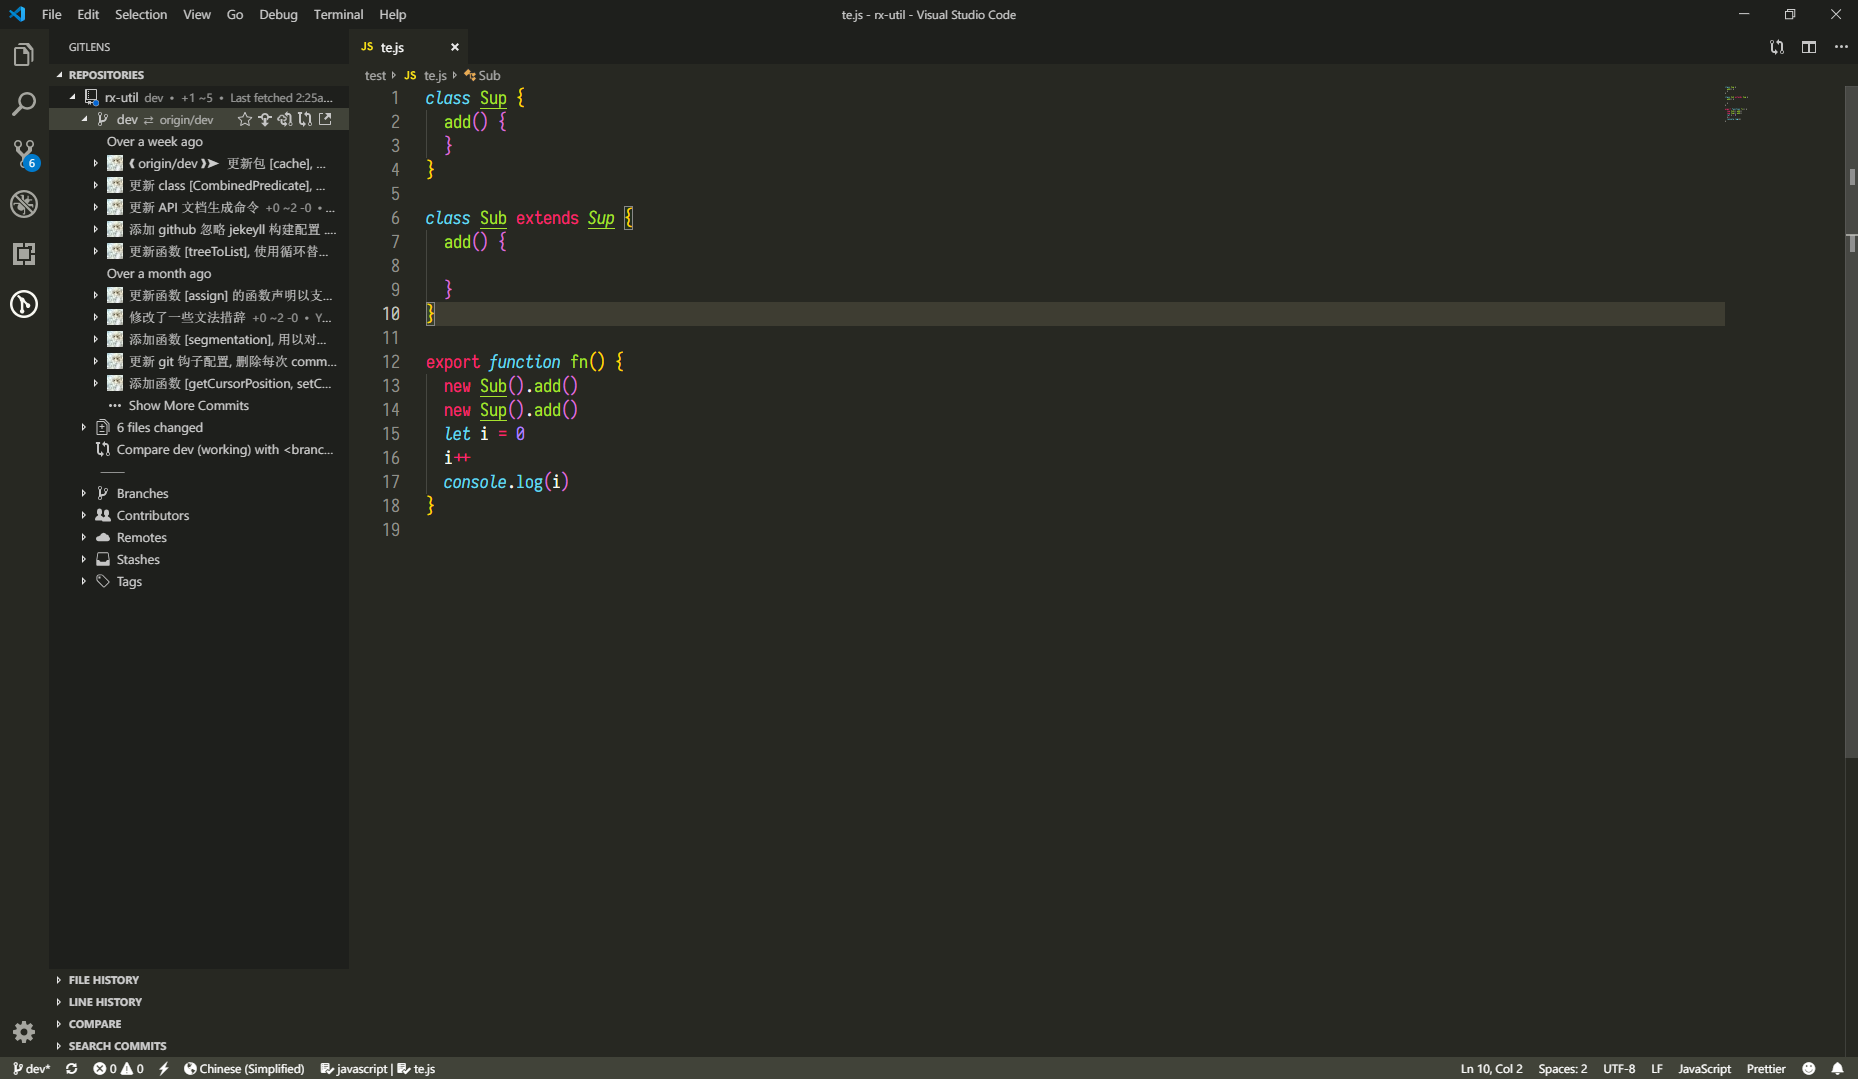 File Edit Selection View Go Debug Terminal Help
te.js - rx-util - Visual Studio Code
GITLENS
REPOSITORIES
rx-util dev • +1 ~5 • Last fetched 2:25a...
dev ⇄ origin/dev
Over a week ago
❪origin/dev❫➤ 更新包 [cache], ...
更新 class [CombinedPredicate], ...
更新 API 文档生成命令 +0 ~2 -0 • ...
添加 github 忽略 jekeyll 构建配置 ...
更新函数 [treeToList], 使用循环替...
Over a month ago
更新函数 [assign] 的函数声明以支...
修改了一些文法措辞 +0 ~2 -0 • Y...
添加函数 [segmentation], 用以对...
更新 git 钩子配置, 删除每次 comm...
添加函数 [getCursorPosition, setC...
Show More Commits
6 files changed
Compare dev (working) with <branc...
Branches
Contributors
Remotes
Stashes
Tags
FILE HISTORY
LINE HISTORY
COMPARE
SEARCH COMMITS
6
JS te.js ×
test JS te.js Sub
1 class Sup {
2 add() {
3 }
4 }
5
6 class Sub extends Sup {
7 add() {
8
9 }
10 }
11
12 export function fn() {
13 new Sub().add()
14 new Sup().add()
15 let i = 0
16 i++
17 console.log(i)
18 }
19
dev* 0 0 Chinese (Simplified) javascript | te.js
Ln 10, Col 2 Spaces: 2 UTF-8 LF JavaScript Prettier